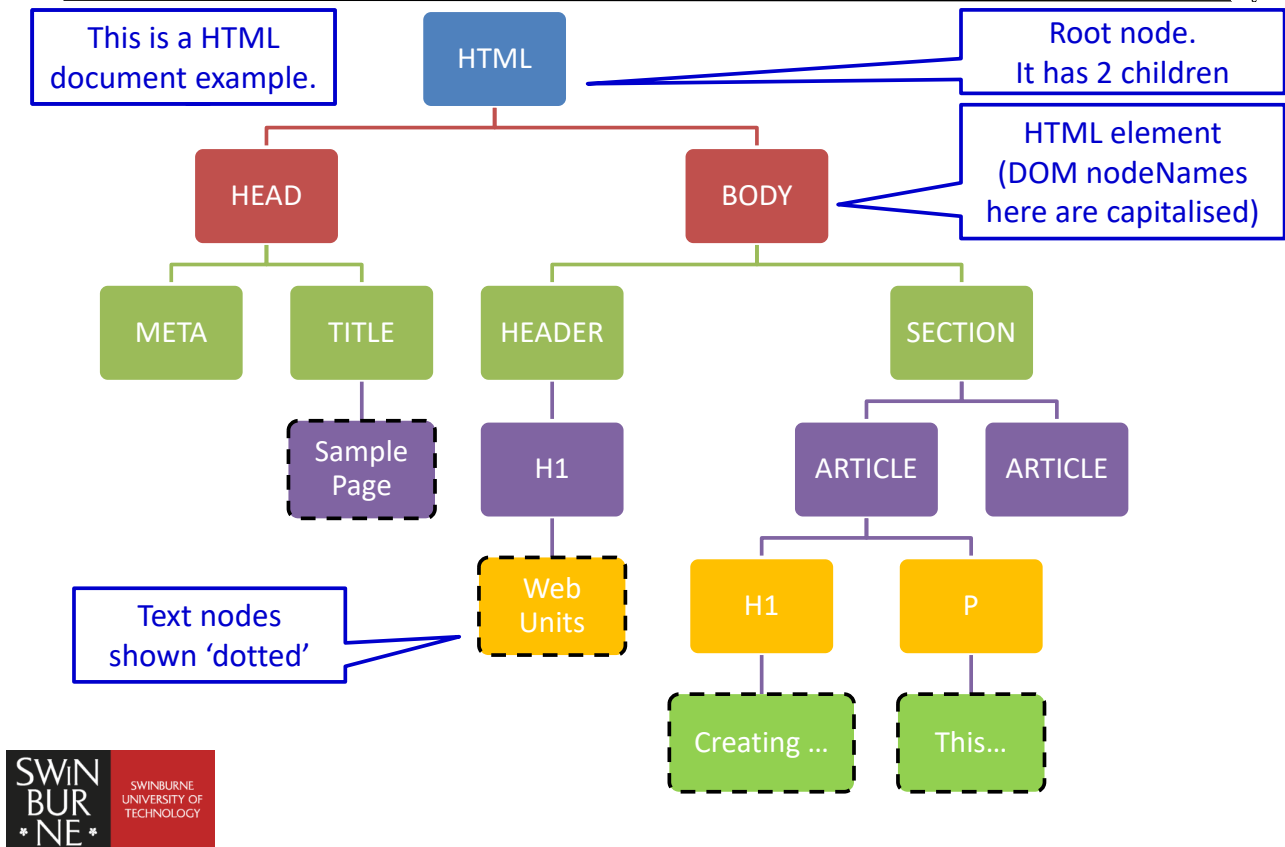 This is a HTML
document example.
HTML
Root node.
It has 2 children
HEAD
BODY
HTML element
(DOM nodeNames
here are capitalised)
META
TITLE
HEADER
SECTION
Sample
Page
H1
ARTICLE
ARTICLE
Text nodes
shown ‘dotted’
Web
Units
H1
P
Creating ...
This...
SWIN
BUR
* NE *
SWINBURNE
UNIVERSITY OF
TECHNOLOGY